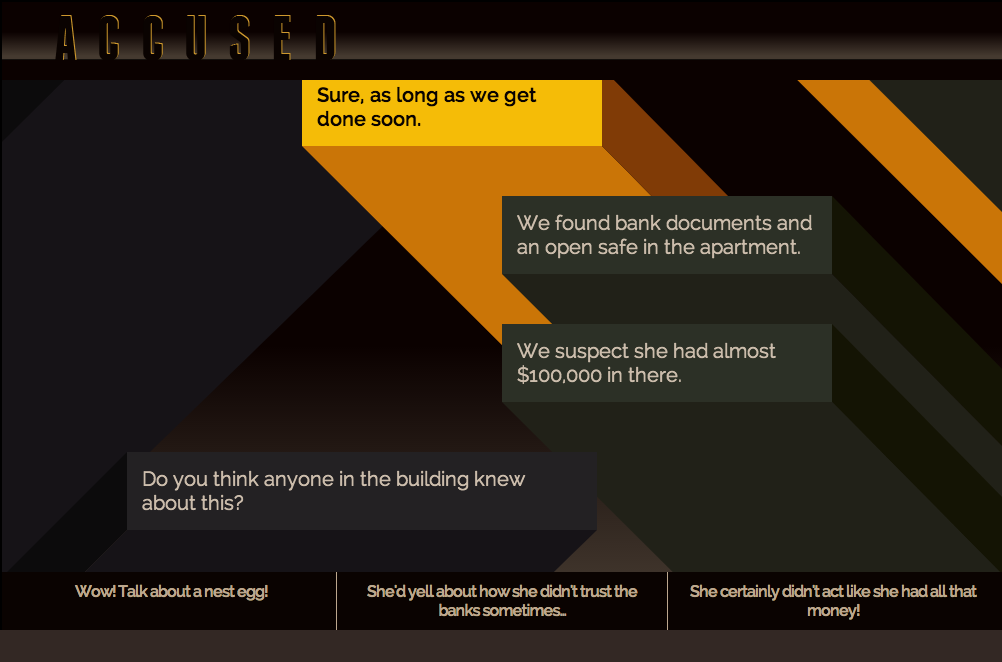 ACCUSED
Sure, as long as we get
done soon.
We found bank documents and
an open safe in the apartment.
We suspect she had almost
$100,000 in there.
Do you think anyone in the building knew
about this?
Wow! Talk about a nest egg!
She'd yell about how she didn't trust the
banks sometimes...
She certainly didn't act like she had all that
money!